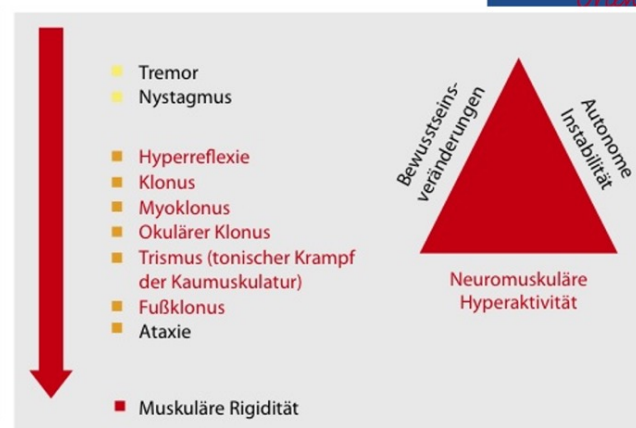 Tremor
Nystagmus
Hyperreflexie
Klonus
Myoklonus
Okulärer Klonus
Trismus (tonischer Krampf
der Kaumuskulatur)
Fußklonus
Ataxie
Muskuläre Rigidität
Bewusstseins-
veränderungen
Autonome
Instabilität
Neuromuskuläre
Hyperaktivität